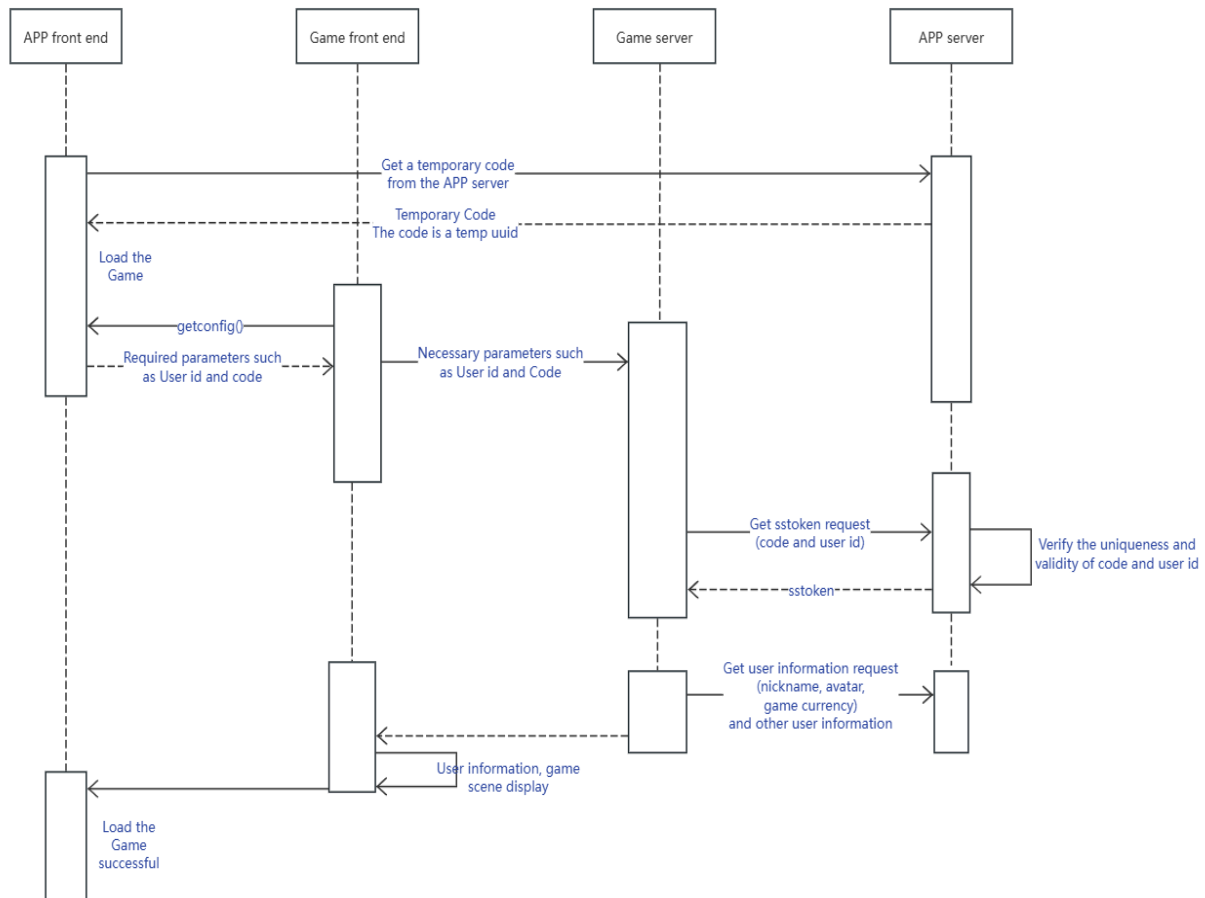 APP front end
Game front end
Game server
APP server
Get a temporary code
from the APP server
Temporary Code
The code is a temp uuid
Load the
Game
getconfig()
Required parameters such
as User id and code
Necessary parameters such
as User id and Code
Get sstoken request
(code and user id)
Verify the uniqueness and
validity of code and user id
sstoken
Get user information request
(nickname, avatar,
game currency)
and other user information
User information, game
scene display
Load the
Game
successful